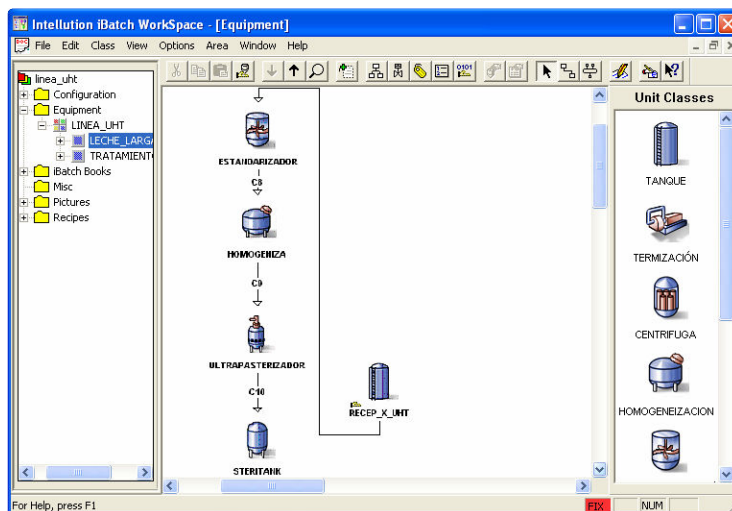 Intellution iBatch WorkSpace - [Equipment]
File Edit Class View Options Area Window Help
linea_uht
Configuration
Equipment
LINEA_UHT
LECHE_LARGA
TRATAMIENTO
iBatch Books
Misc
Pictures
Recipes
ESTANDARIZADOR
C8
HOMOGENIZA
C9
ULTRAPASTERIZADOR
C10
STERITANK
RECEP_X_UHT
Unit Classes
TANQUE
TERMIZACIÓN
CENTRIFUGA
HOMOGENEIZACION
For Help, press F1
FIX NUM